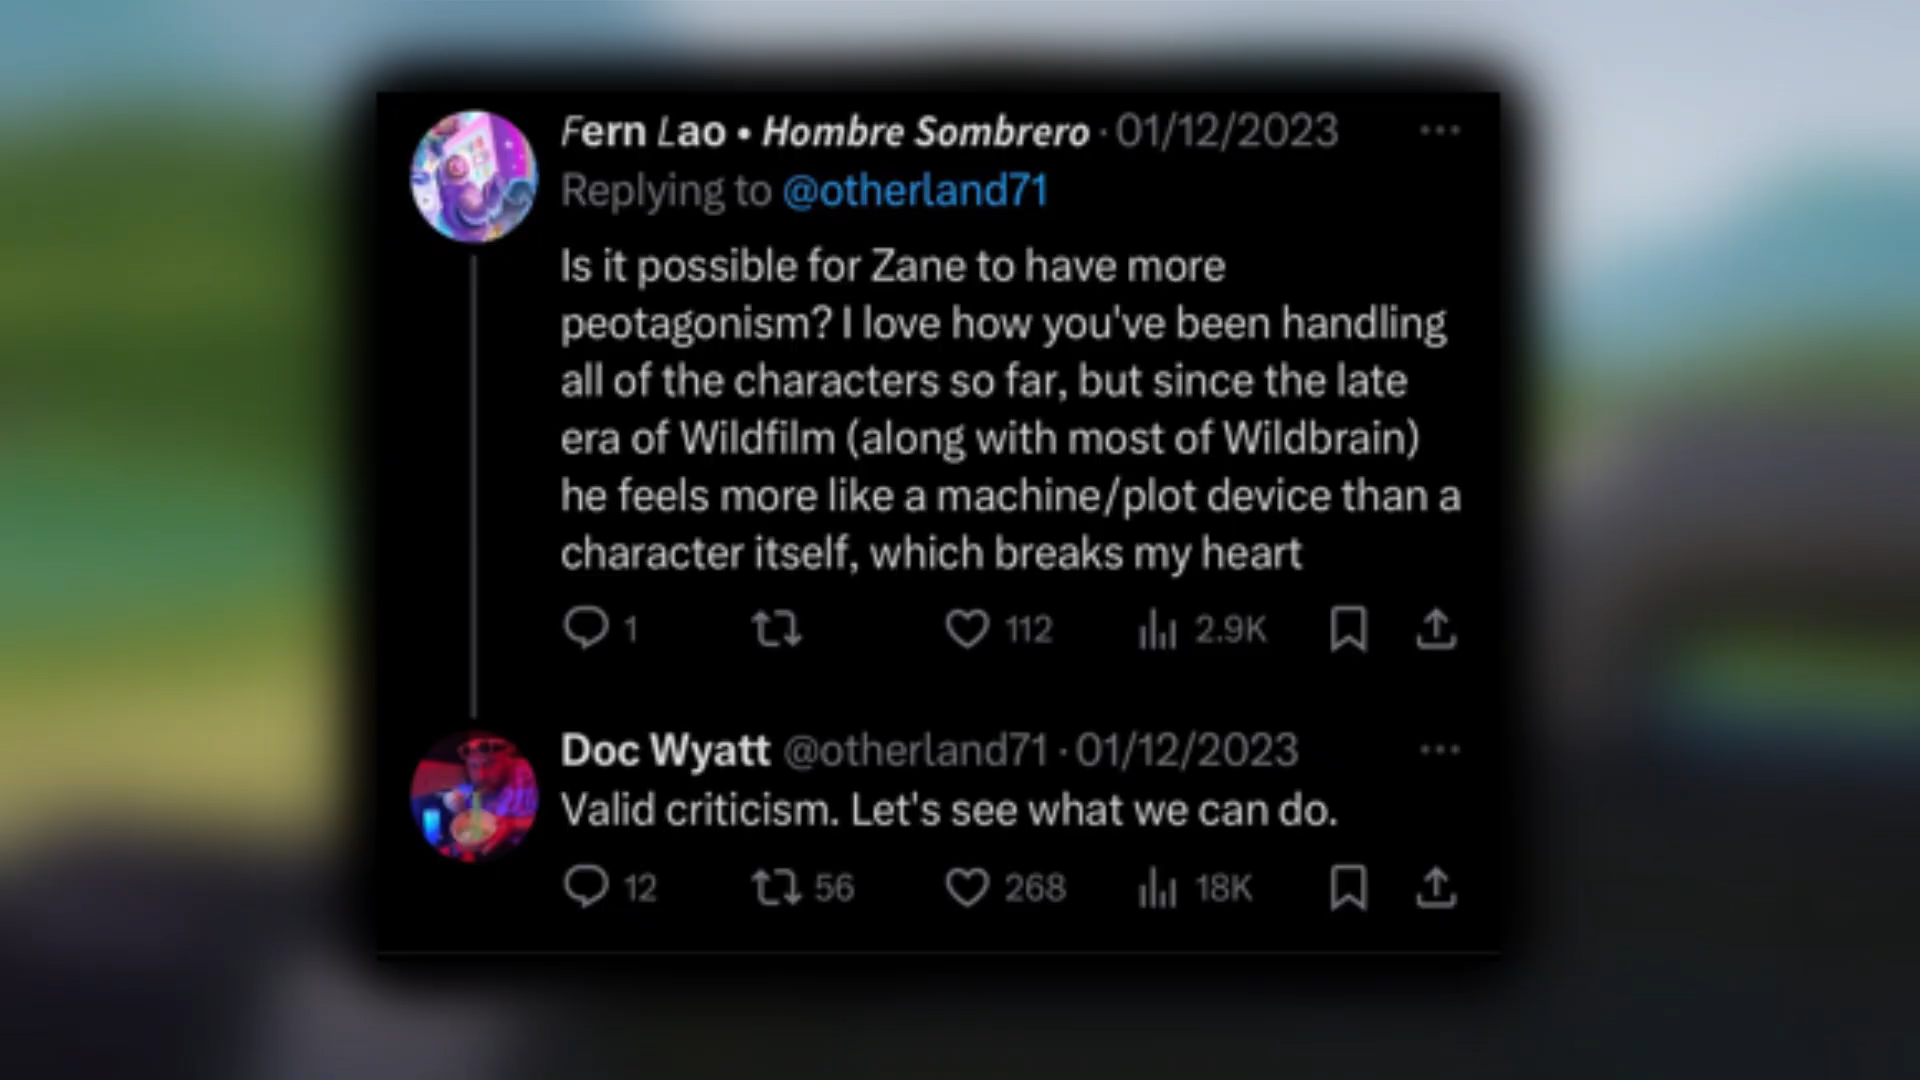 Fern Lao • Hombre Sombrero · 01/12/2023
Replying to @otherland71
Is it possible for Zane to have more
peotagonism? I love how you've been handling
all of the characters so far, but since the late
era of Wildfilm (along with most of Wildbrain)
he feels more like a machine/plot device than a
character itself, which breaks my heart
1 112 2.9K
Doc Wyatt @otherland71 · 01/12/2023
Valid criticism. Let's see what we can do.
12 56 268 18K